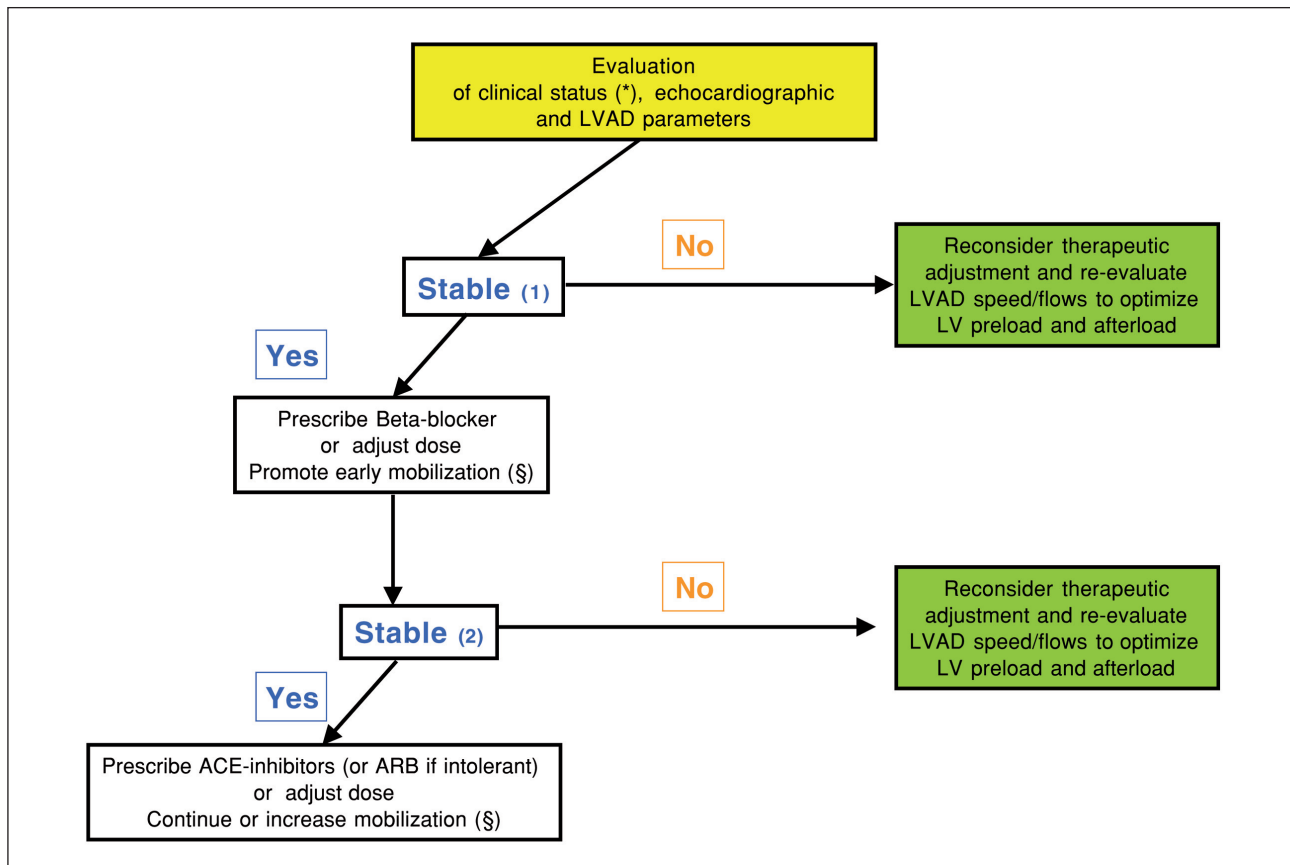 Evaluation
of clinical status (*), echocardiographic
and LVAD parameters
No
Stable (1)
Reconsider therapeutic
adjustment and re-evaluate
LVAD speed/flows to optimize
LV preload and afterload
Yes
Prescribe Beta-blocker
or adjust dose
Promote early mobilization (§)
No
Stable (2)
Reconsider therapeutic
adjustment and re-evaluate
LVAD speed/flows to optimize
LV preload and afterload
Yes
Prescribe ACE-inhibitors (or ARB if intolerant)
or adjust dose
Continue or increase mobilization (§)